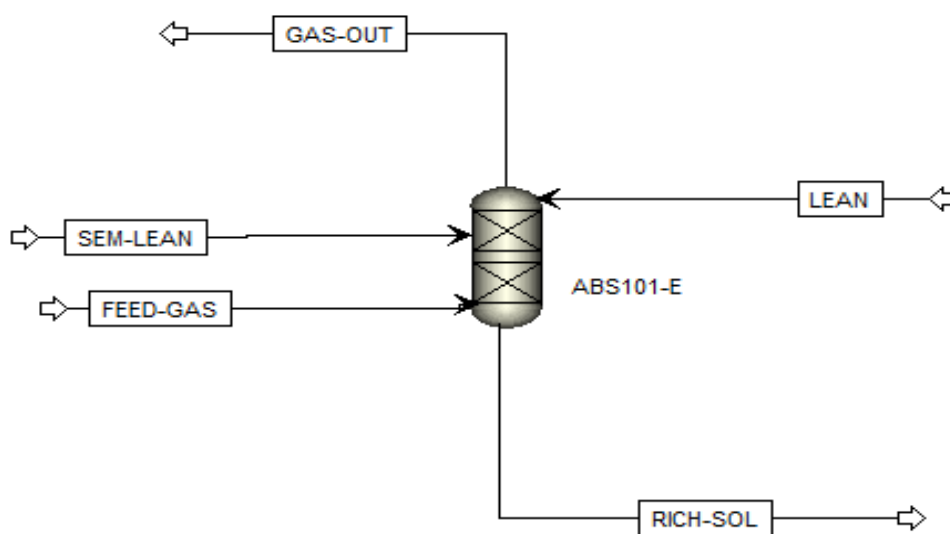 GAS-OUT
LEAN
SEM-LEAN
ABS101-E
FEED-GAS
RICH-SOL